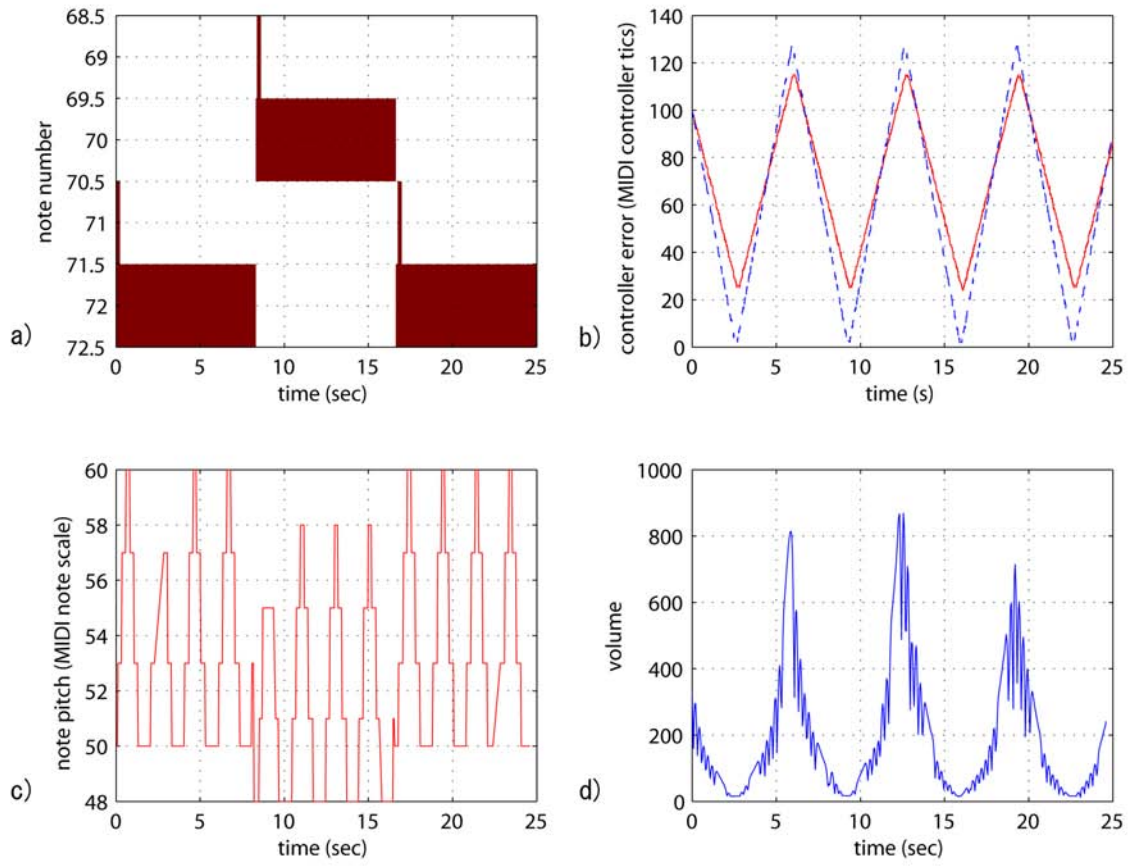 68.5
69
69.5
70
70.5
71
71.5
72
72.5
note number
0 5 10 15 20 25
time (sec)
a)
140
120
100
80
60
40
20
0
controller error (MIDI controller tics)
0 5 10 15 20 25
time (s)
b)
60
58
56
54
52
50
48
note pitch (MIDI note scale)
0 5 10 15 20 25
time (sec)
c)
1000
800
600
400
200
0
volume
0 5 10 15 20 25
time (sec)
d)